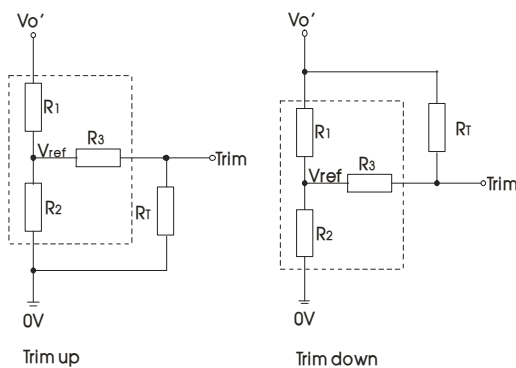 Vo′
R1
Vref
R3
Trim
R2
RT
0V
Trim up
Vo′
R1
RT
Vref
R3
Trim
R2
0V
Trim down